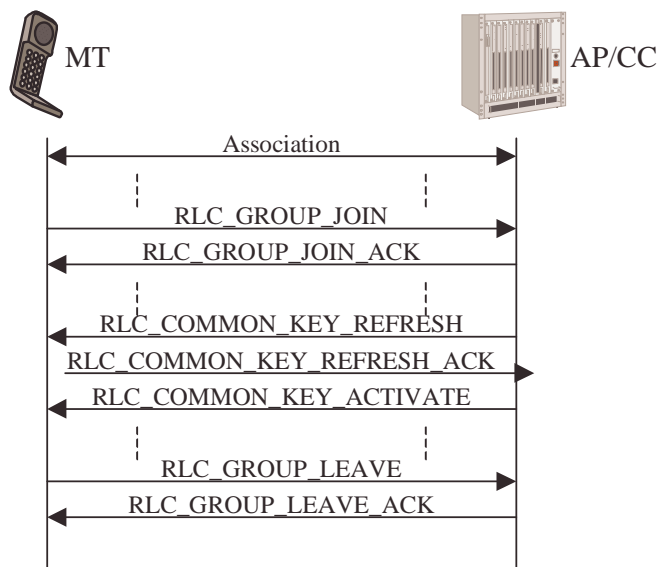 MT
AP/CC
Association
RLC_GROUP_JOIN
RLC_GROUP_JOIN_ACK
RLC_COMMON_KEY_REFRESH
RLC_COMMON_KEY_REFRESH_ACK
RLC_COMMON_KEY_ACTIVATE
RLC_GROUP_LEAVE
RLC_GROUP_LEAVE_ACK